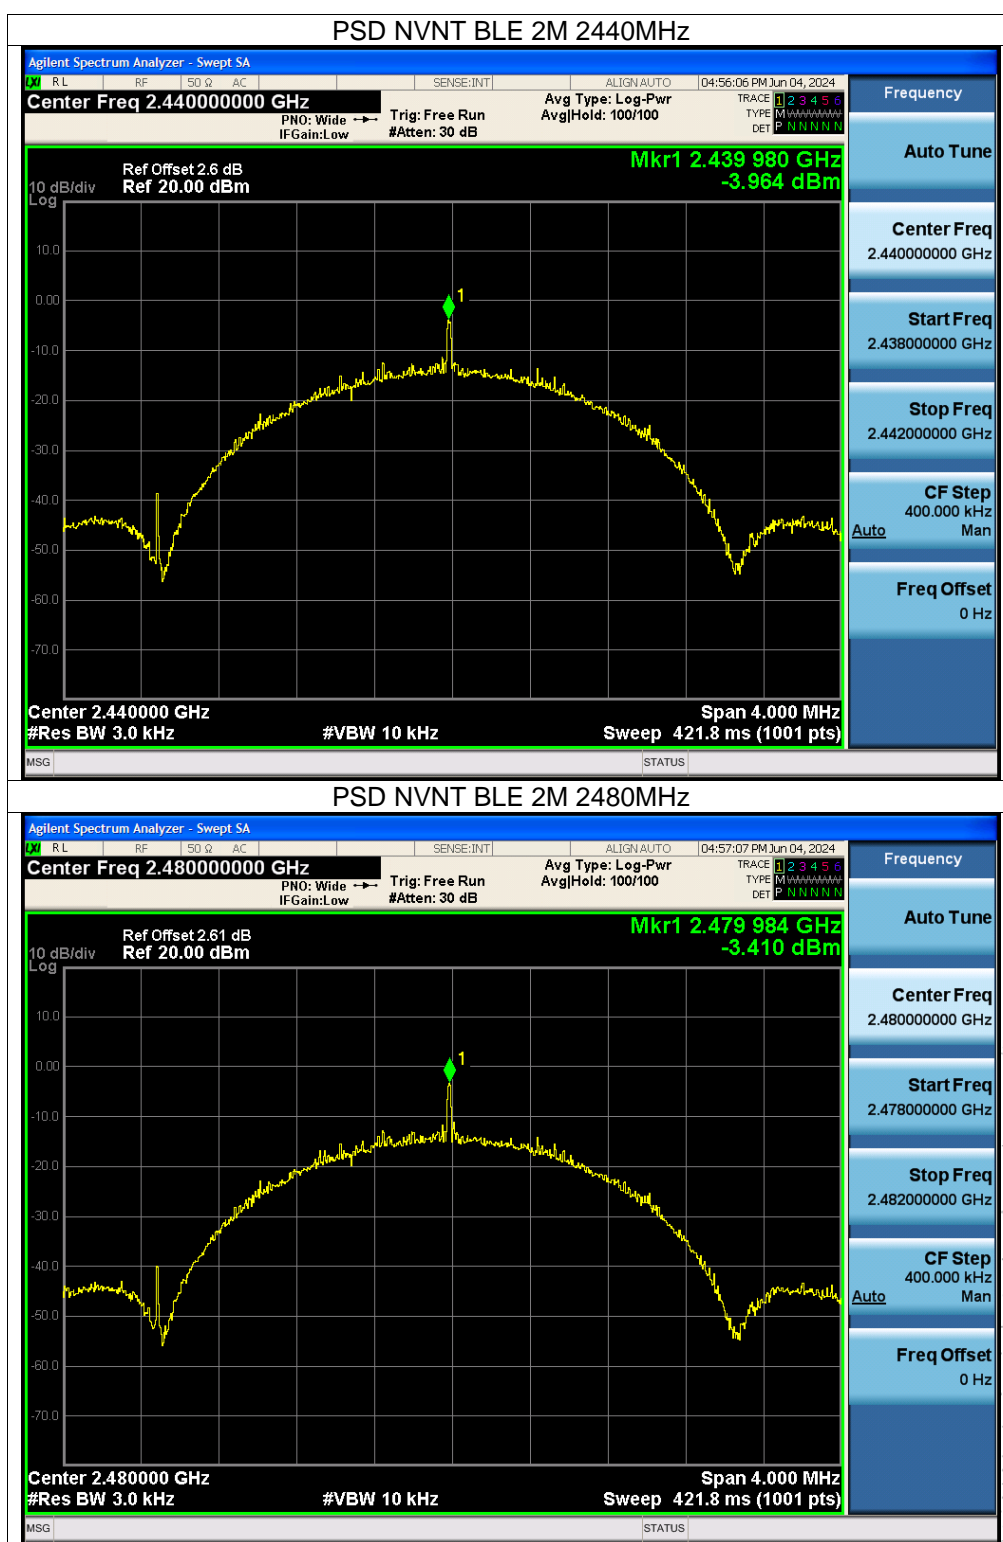 PSD NVNT BLE 2M 2440MHz
Agilent Spectrum Analyzer - Swept SA
LXI RL RF 50 Ω AC SENSE:INT ALIGNAUTO 04:56:06 PM Jun 04, 2024
Center Freq 2.440000000 GHz
PNO: Wide
IFGain:Low
Trig: Free Run
#Atten: 30 dB
Avg Type: Log-Pwr
Avg|Hold: 100/100
TRACE 1 2 3 4 5 6
TYPE M
DET P N N N N N
Frequency
Mkr1 2.439 980 GHz
-3.964 dBm
Ref Offset 2.6 dB
10 dB/div Ref 20.00 dBm
Log
10.0
0.00
-10.0
-20.0
-30.0
-40.0
-50.0
-60.0
-70.0
1
Center 2.440000 GHz Span 4.000 MHz
#Res BW 3.0 kHz #VBW 10 kHz Sweep 421.8 ms (1001 pts)
Auto Tune
Center Freq
2.440000000 GHz
Start Freq
2.438000000 GHz
Stop Freq
2.442000000 GHz
CF Step
400.000 kHz
Auto Man
Freq Offset
0 Hz
MSG STATUS
PSD NVNT BLE 2M 2480MHz
Agilent Spectrum Analyzer - Swept SA
LXI RL RF 50 Ω AC SENSE:INT ALIGNAUTO 04:57:07 PM Jun 04, 2024
Center Freq 2.480000000 GHz
PNO: Wide
IFGain:Low
Trig: Free Run
#Atten: 30 dB
Avg Type: Log-Pwr
Avg|Hold: 100/100
TRACE 1 2 3 4 5 6
TYPE M
DET P N N N N N
Frequency
Mkr1 2.479 984 GHz
-3.410 dBm
Ref Offset 2.61 dB
10 dB/div Ref 20.00 dBm
Log
10.0
0.00
-10.0
-20.0
-30.0
-40.0
-50.0
-60.0
-70.0
1
Center 2.480000 GHz Span 4.000 MHz
#Res BW 3.0 kHz #VBW 10 kHz Sweep 421.8 ms (1001 pts)
Auto Tune
Center Freq
2.480000000 GHz
Start Freq
2.478000000 GHz
Stop Freq
2.482000000 GHz
CF Step
400.000 kHz
Auto Man
Freq Offset
0 Hz
MSG STATUS